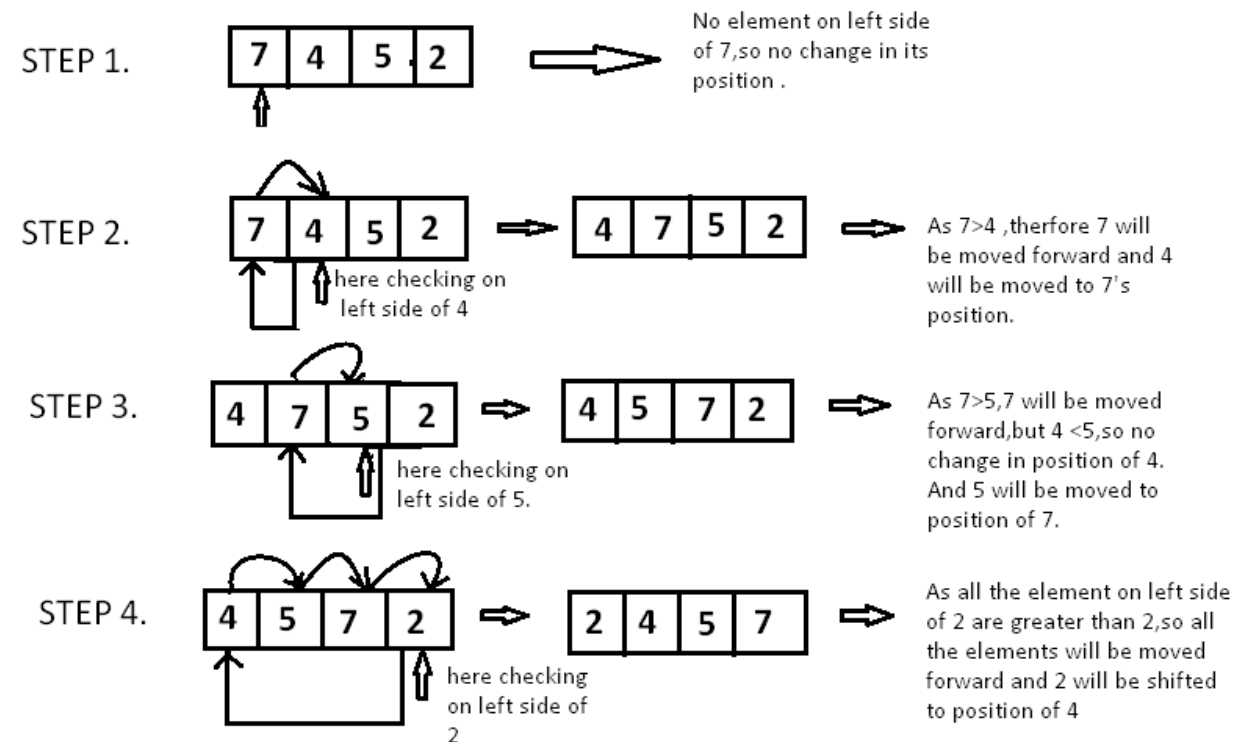 STEP 1.
7 4 5 2
No element on left side
of 7,so no change in its
position .
STEP 2.
7 4 5 2
here checking on
left side of 4
4 7 5 2
As 7>4 ,therfore 7 will
be moved forward and 4
will be moved to 7's
position.
STEP 3.
4 7 5 2
here checking on
left side of 5.
4 5 7 2
As 7>5,7 will be moved
forward,but 4 <5,so no
change in position of 4.
And 5 will be moved to
position of 7.
STEP 4.
4 5 7 2
here checking
on left side of
2
2 4 5 7
As all the element on left side
of 2 are greater than 2,so all
the elements will be moved
forward and 2 will be shifted
to position of 4